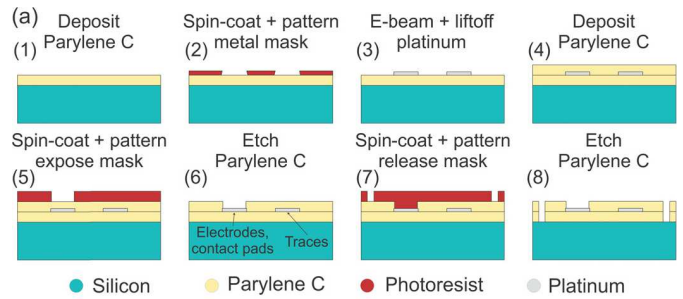 (a)
Deposit
Parylene C
(1)
Spin-coat + pattern
metal mask
(2)
E-beam + liftoff
platinum
(3)
Deposit
Parylene C
(4)
Spin-coat + pattern
expose mask
(5)
Etch
Parylene C
(6)
Electrodes,
contact pads
Traces
Spin-coat + pattern
release mask
(7)
Etch
Parylene C
(8)
Silicon
Parylene C
Photoresist
Platinum